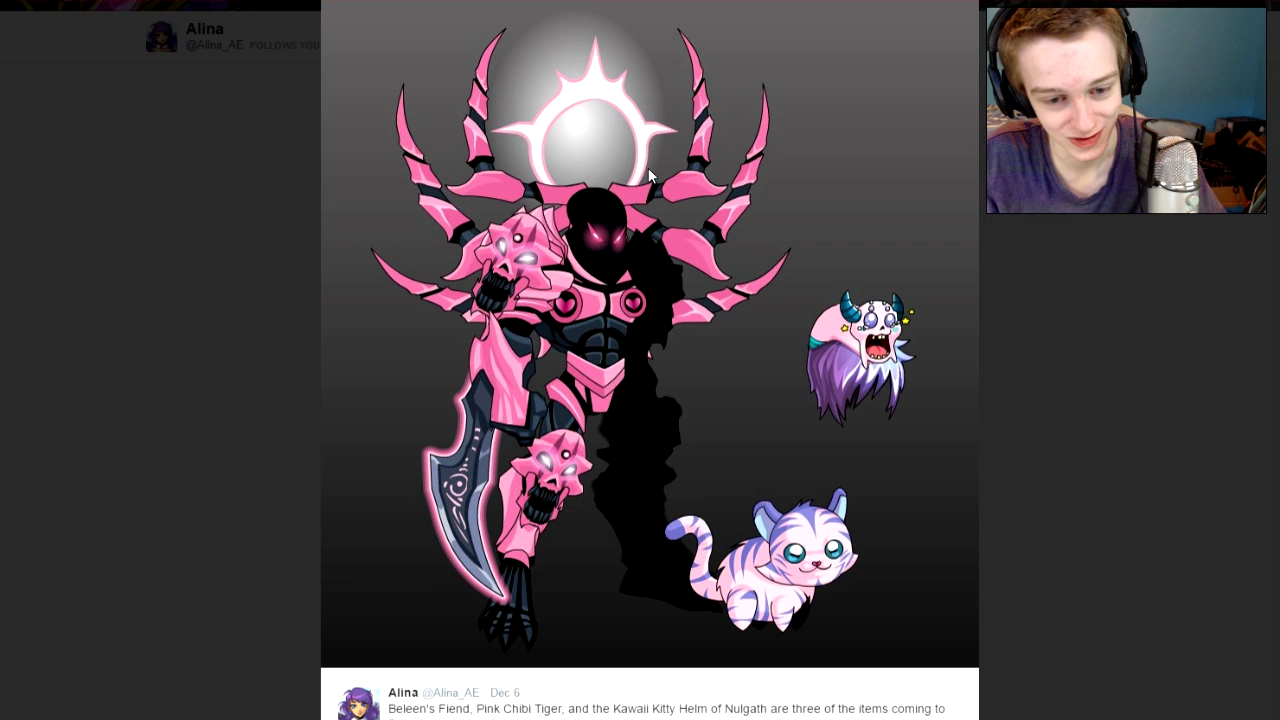 Alina
@Alina_AE FOLLOWS YOU
Alina @Alina_AE Dec 6
Beleen's Fiend, Pink Chibi Tiger, and the Kawaii Kitty Helm of Nulgath are three of the items coming to